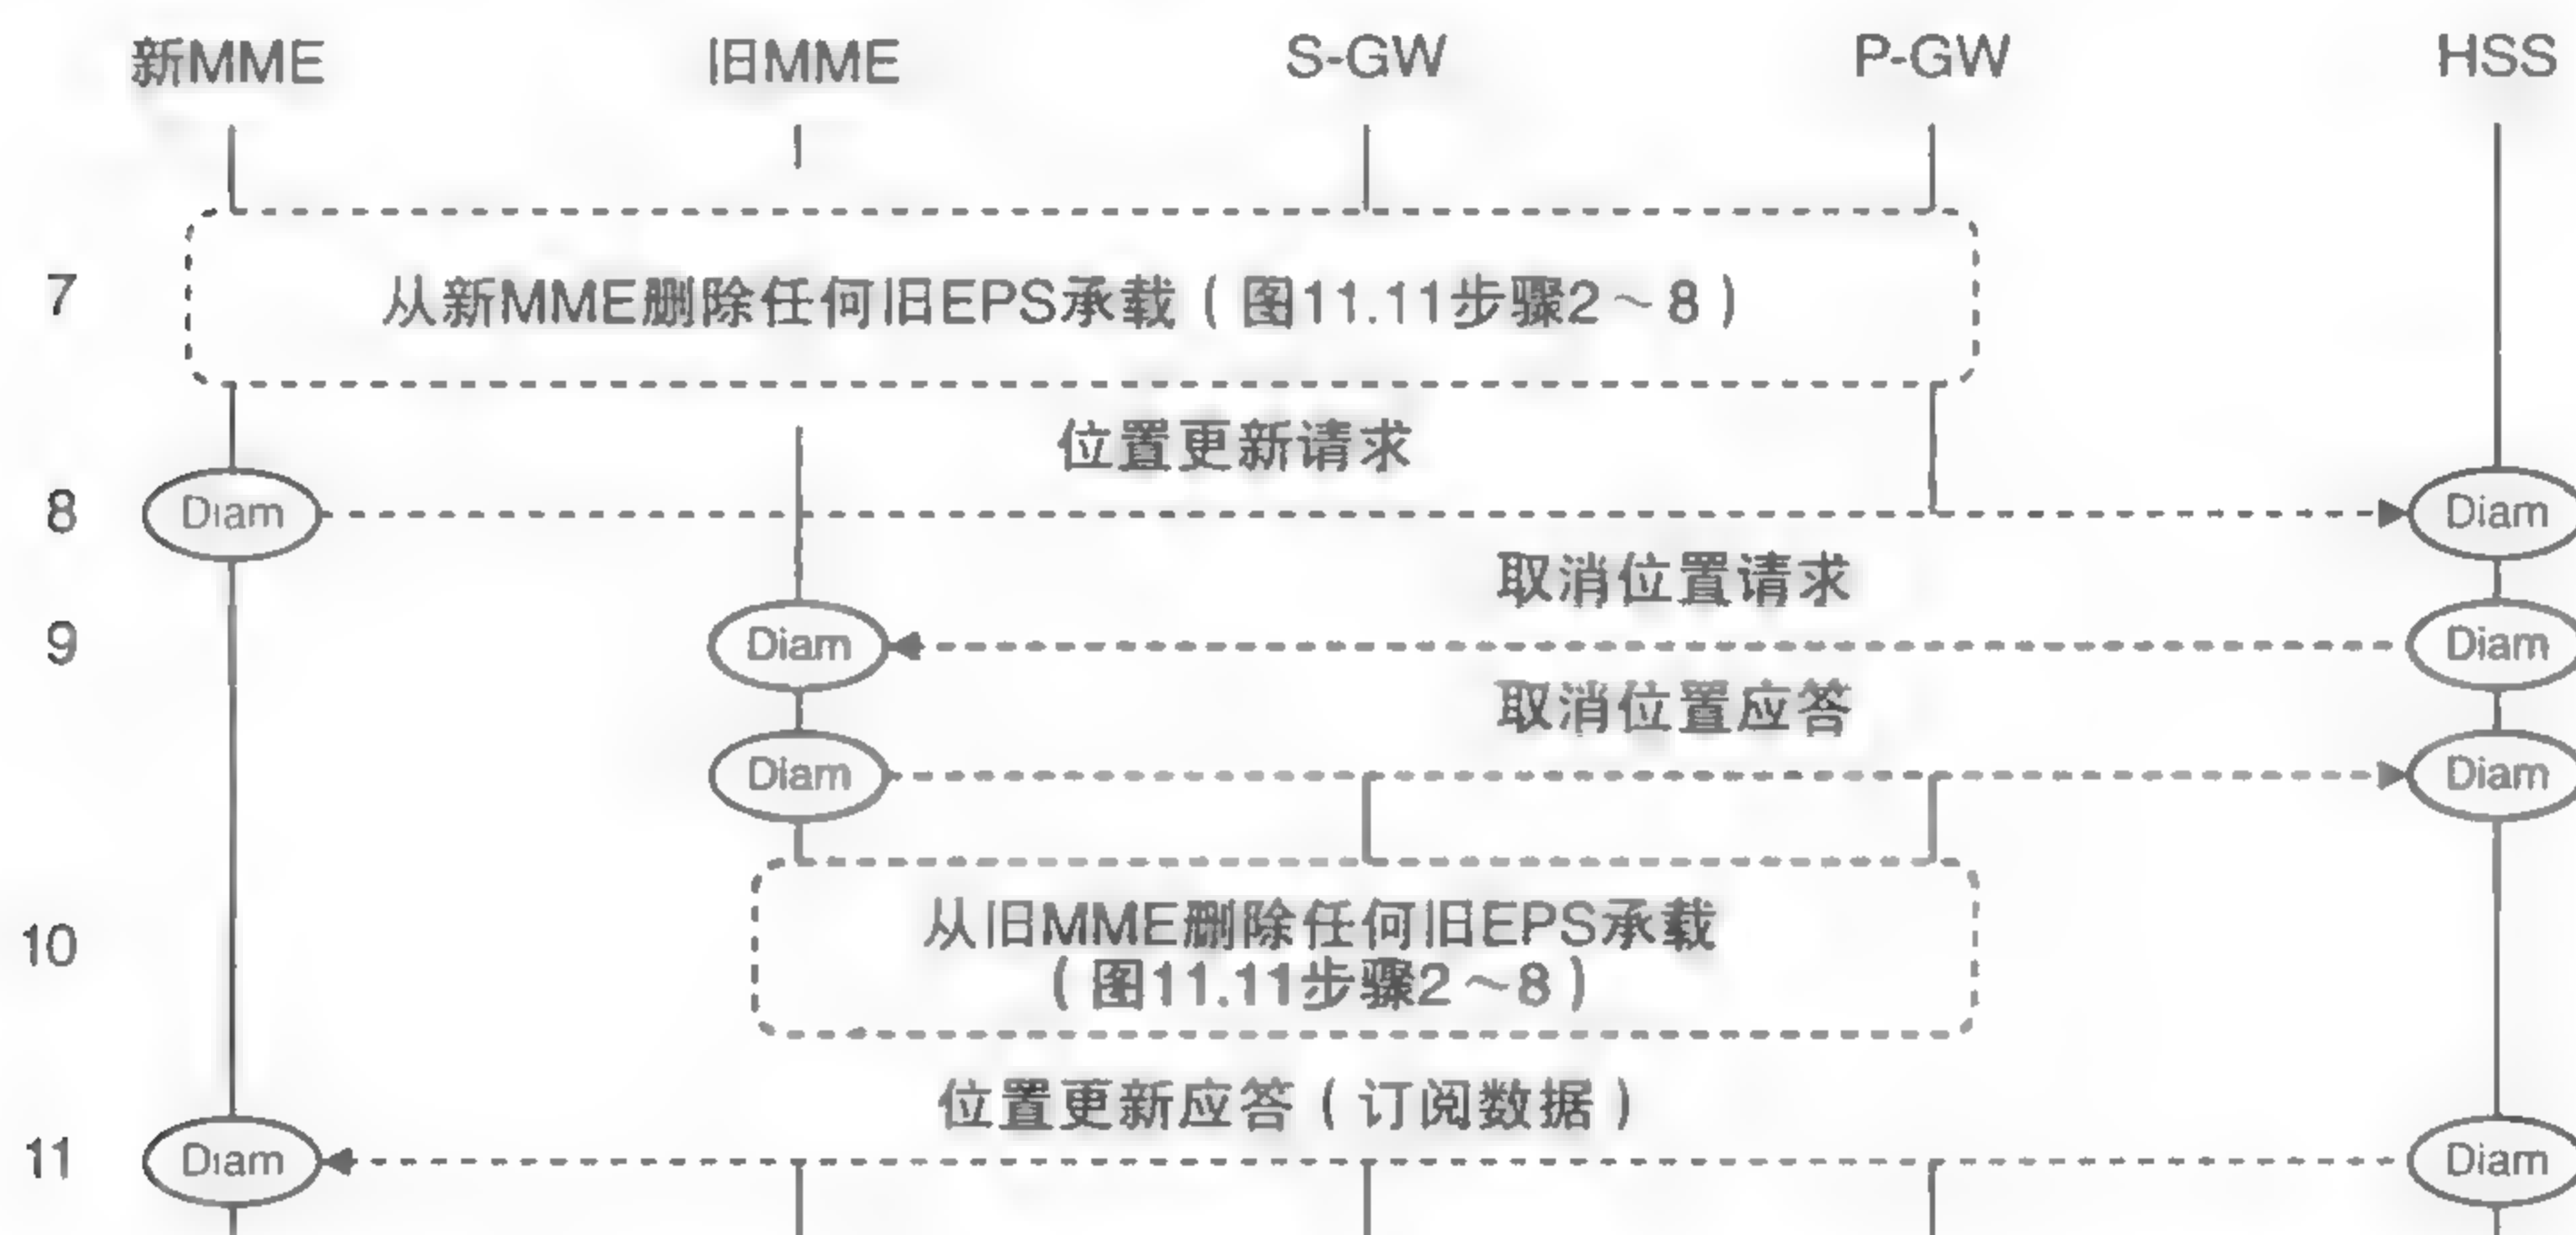 新MME 旧MME S-GW P-GW HSS
7 从新MME删除任何旧EPS承载（图11.11步骤2～8）
位置更新请求
8 Diam Diam
取消位置请求
9 Diam Diam
取消位置应答
Diam Diam
从旧MME删除任何旧EPS承载
10
（图11.11步骤2～8）
位置更新应答（订阅数据）
11 Diam Diam